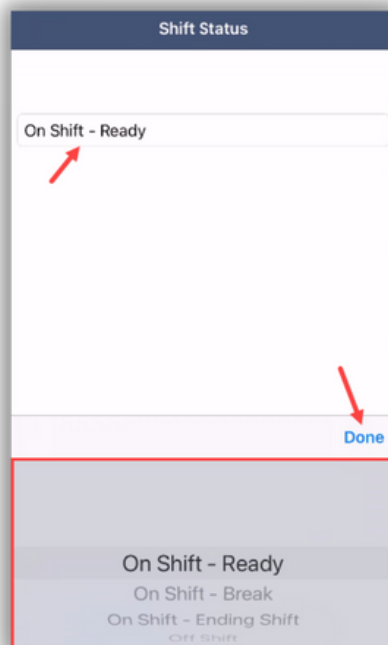 Shift Status
On Shift - Ready
Done
On Shift - Ready
On Shift - Break
On Shift - Ending Shift
Off Shift